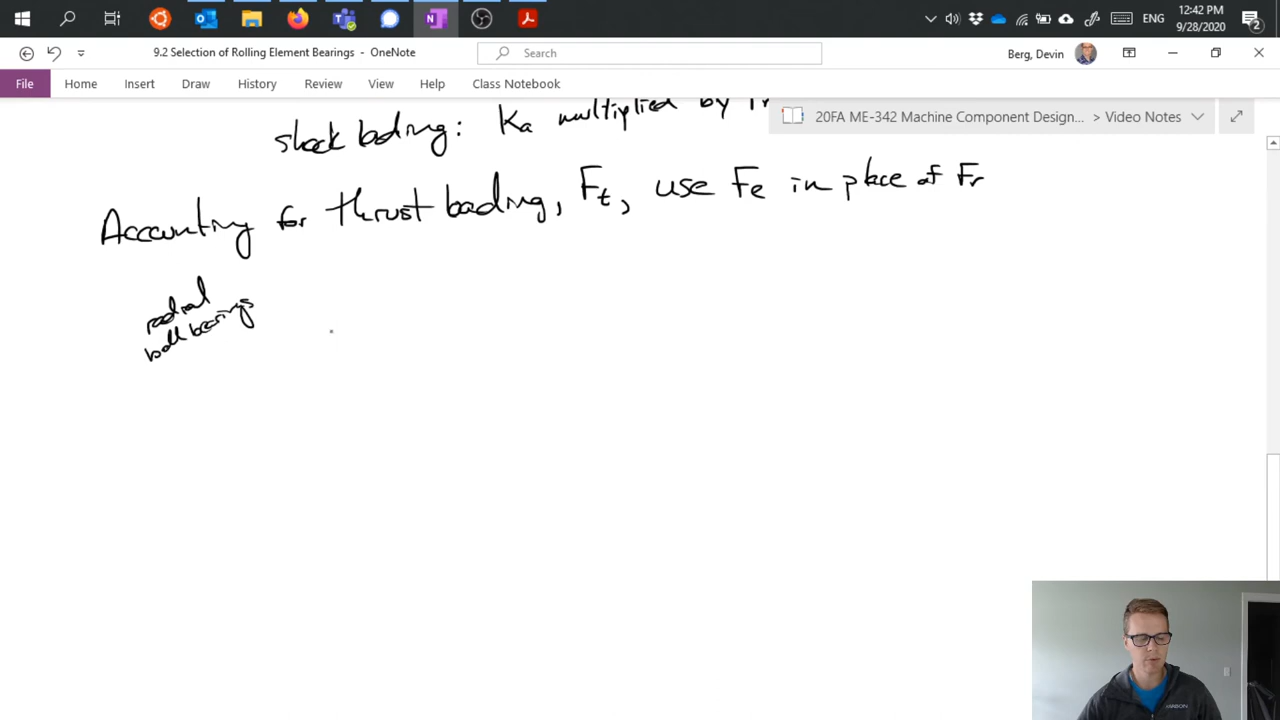 12:42 PM
ENG
9/28/2020
2
9.2 Selection of Rolling Element Bearings - OneNote
Search
Berg, Devin
File
Home
Insert
Draw
History
Review
View
Help
Class Notebook
20FA ME-342 Machine Component Design... > Video Notes
shock loading: Ka multiplied by
Accounting for thrust loading, Ft, use Fe in place of Fr
radial
ball bearings